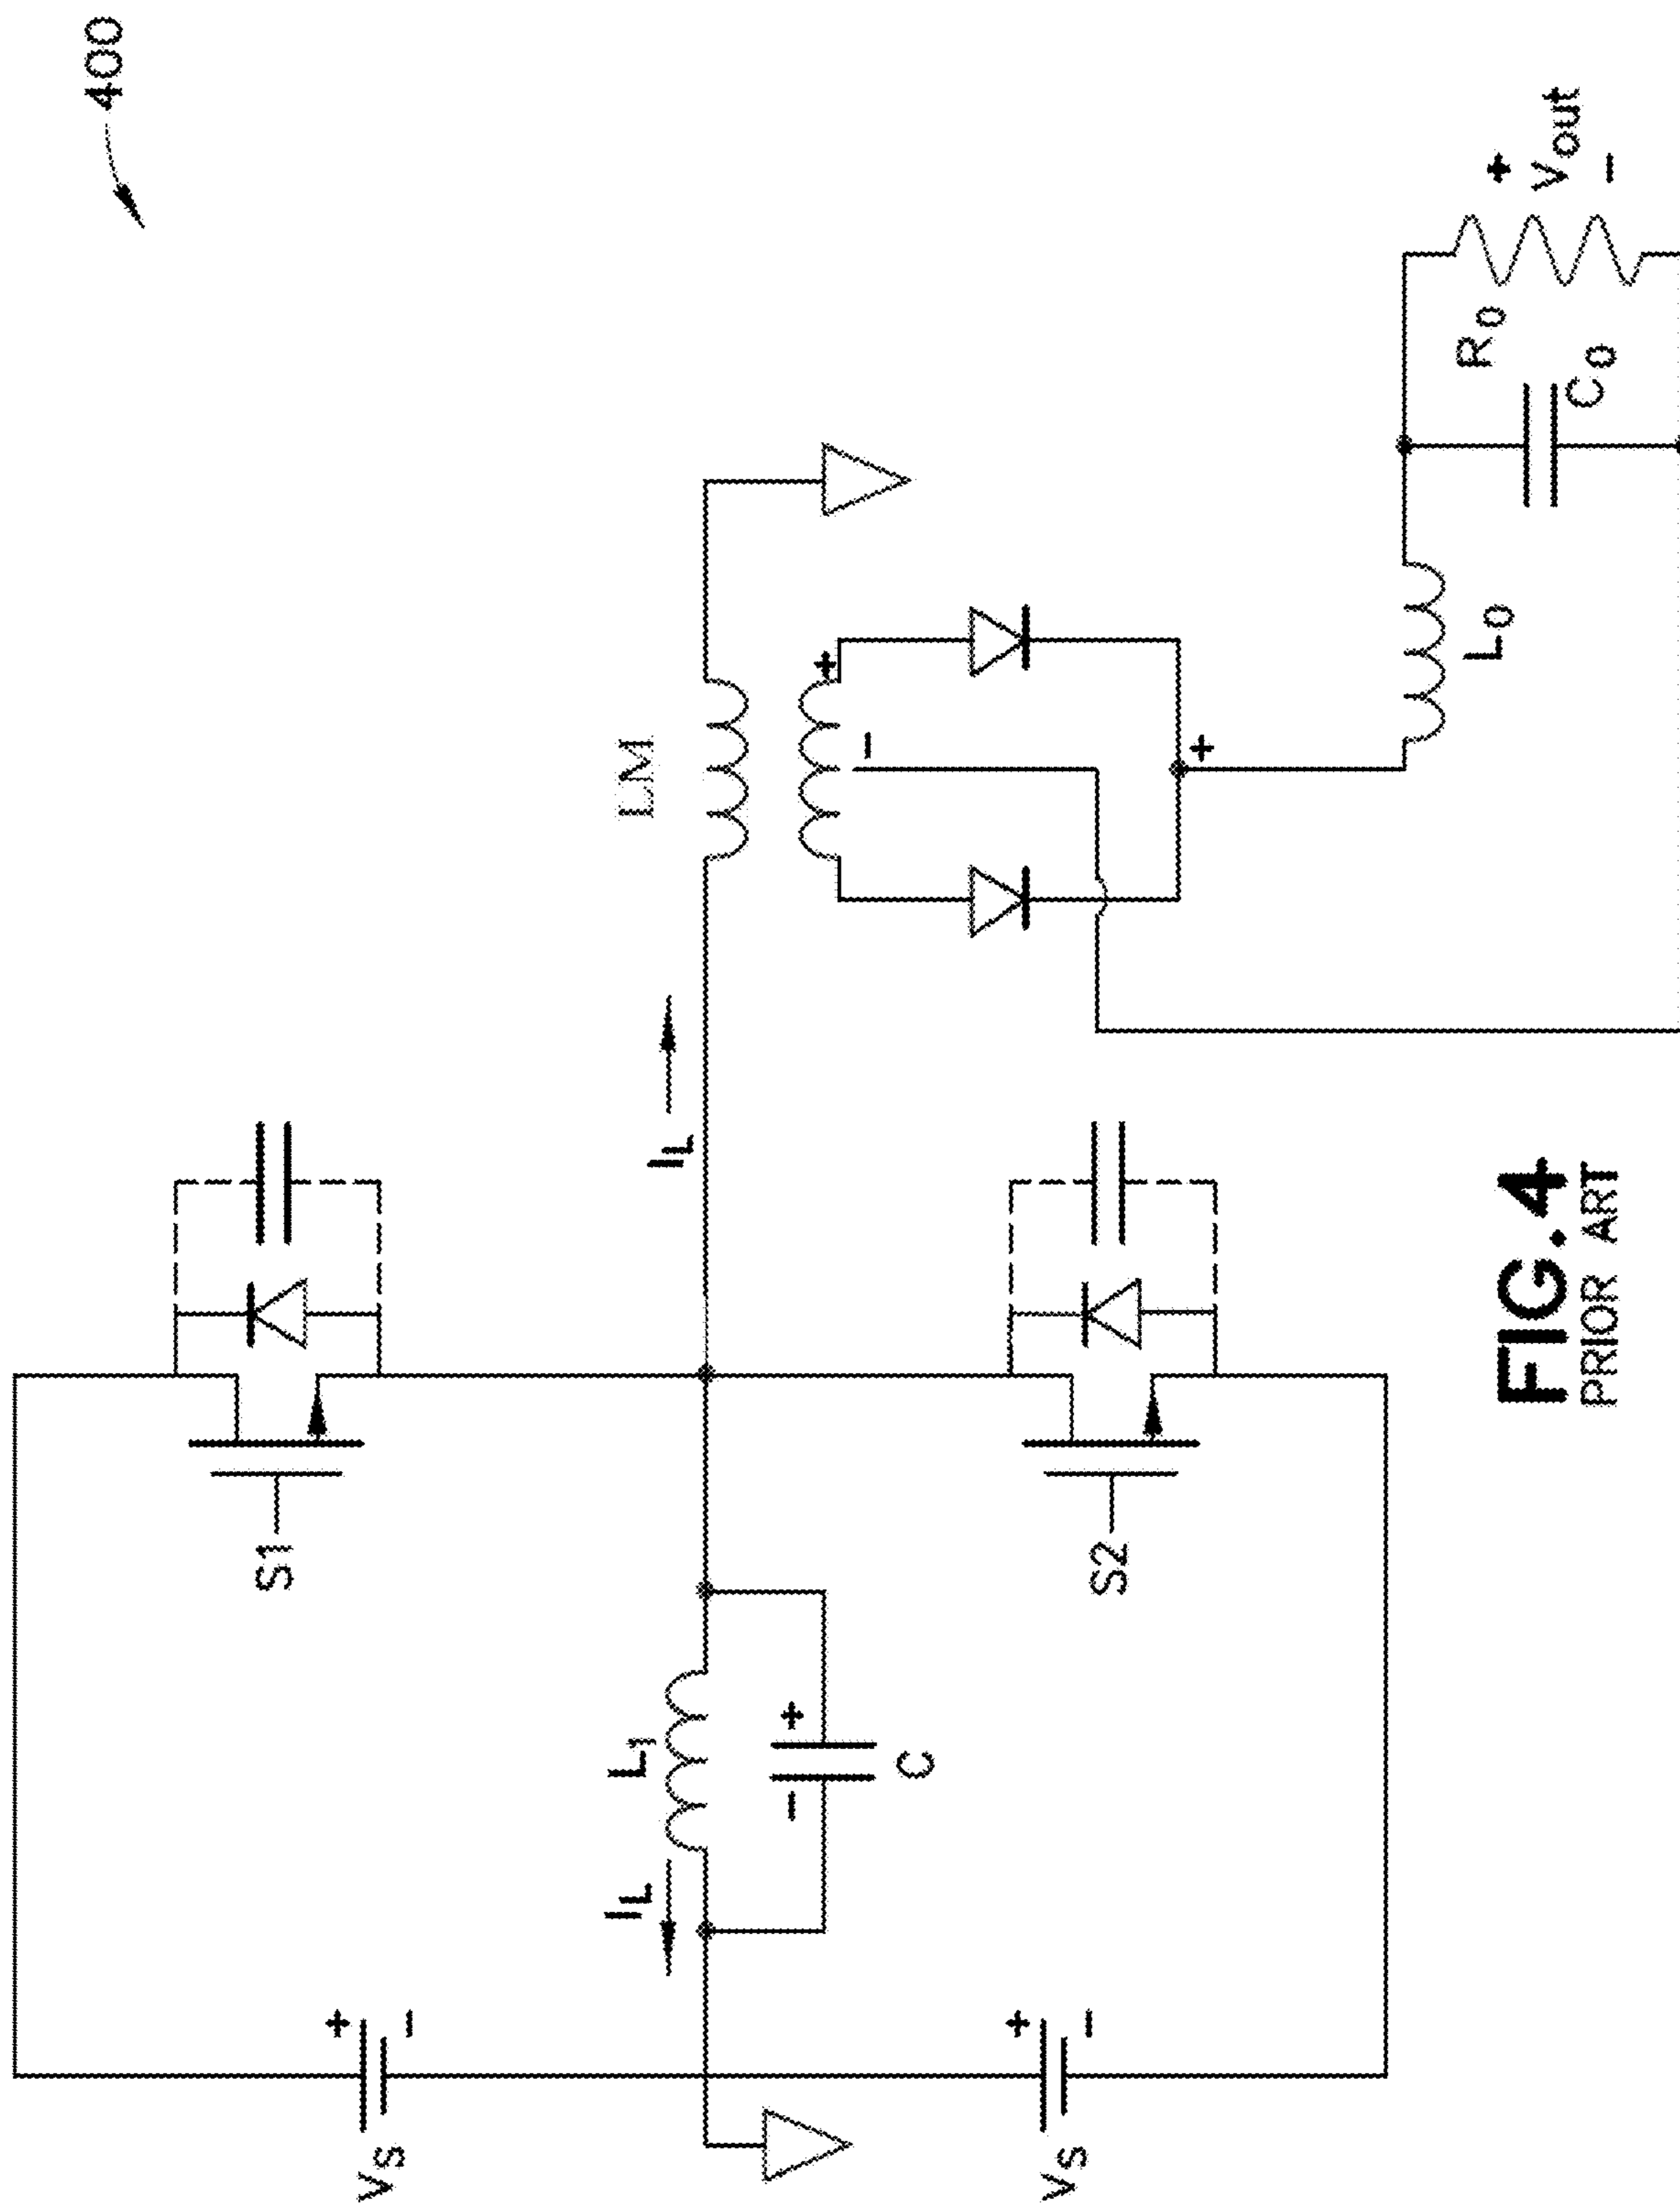 400
S1
VS
IL
L1
IL
LM
+
-
+
-
C
+
-
+
S2
VS
+
-
+
-
LO
RO
CO
+
Vout
-
FIG. 4
PRIOR ART